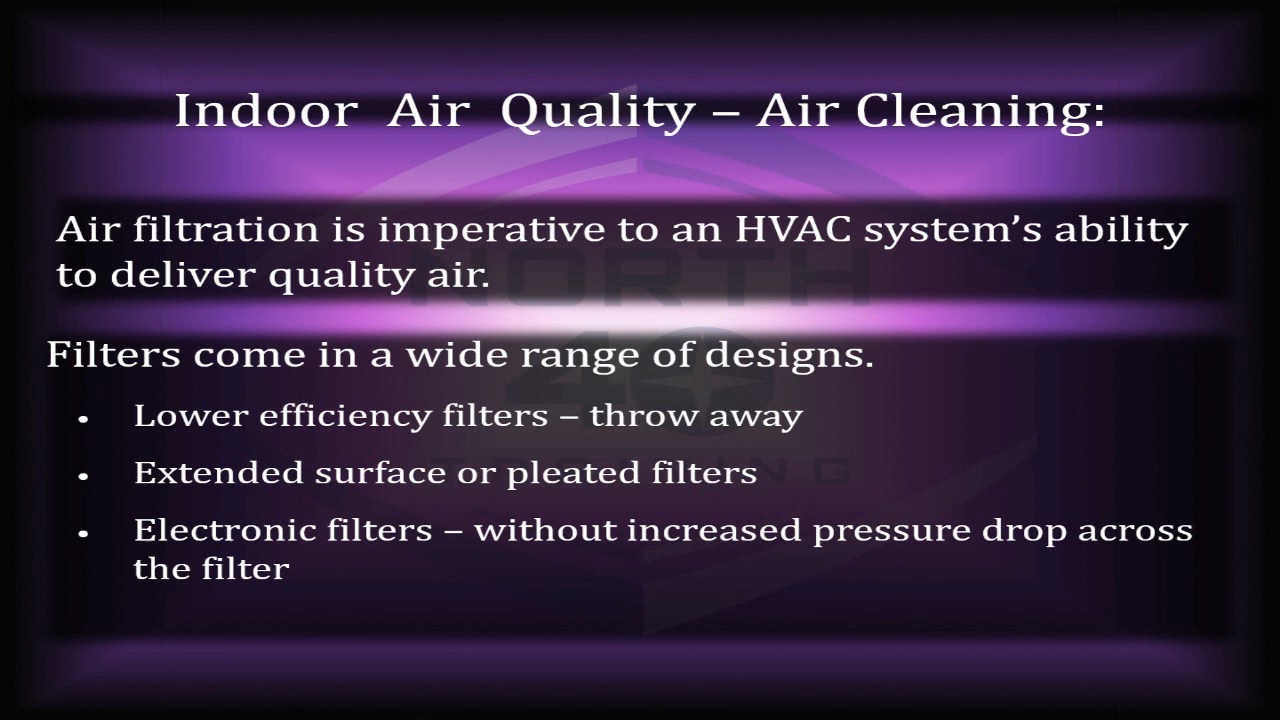 Indoor Air Quality – Air Cleaning:
Air filtration is imperative to an HVAC system’s ability
to deliver quality air.
NORTH
Filters come in a wide range of designs.
40
• Lower efficiency filters – throw away
• Extended surface or pleated filters
• Electronic filters – without increased pressure drop across
the filter